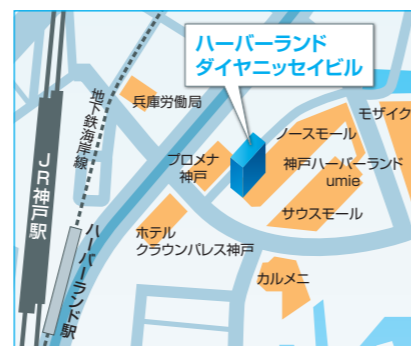 ハーバーランド
ダイヤニッセイビル
兵庫労働局
モザイク
地下鉄海岸線
ノースモール
プロメナ
神戸
神戸ハーバーランド
umie
JR神戸駅
サウスモール
ハーバーランド駅
ホテル
クラウンパレス神戸
カルメニ